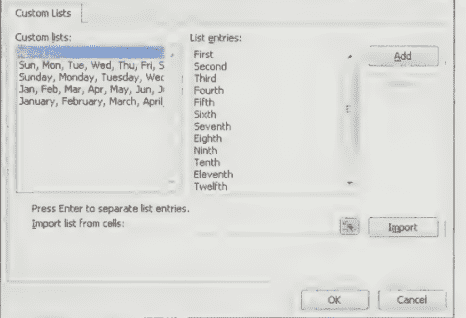 Custom Lists
Custom lists:
Sun, Mon, Tue, Wed, Thu, Fri, S
Sunday, Monday, Tuesday, Wed
Jan, Feb, Mar, Apr, May, Jun, J
January, February, March, April,
List entries:
First
Second
Third
Fourth
Fifth
Sixth
Seventh
Eighth
Ninth
Tenth
Eleventh
Twelfth
Add
Press Enter to separate list entries.
Import list from cells:
Import
OK
Cancel